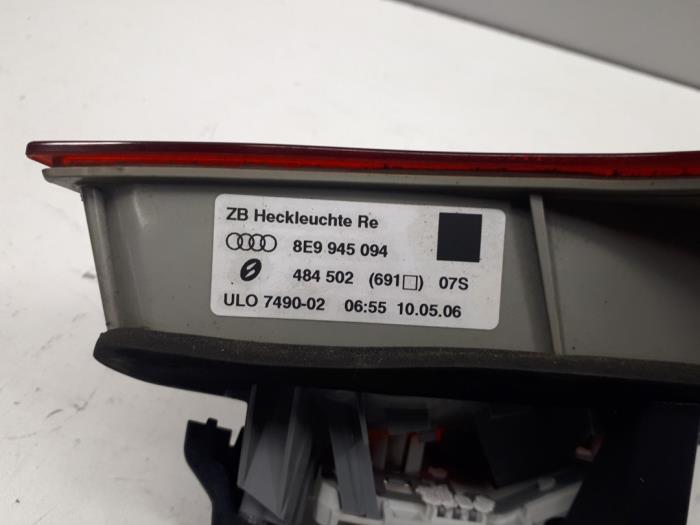 ZB Heckleuchte Re
8E9 945 094
484 502 (691□) 07S
ULO 7490-02 06:55 10.05.06